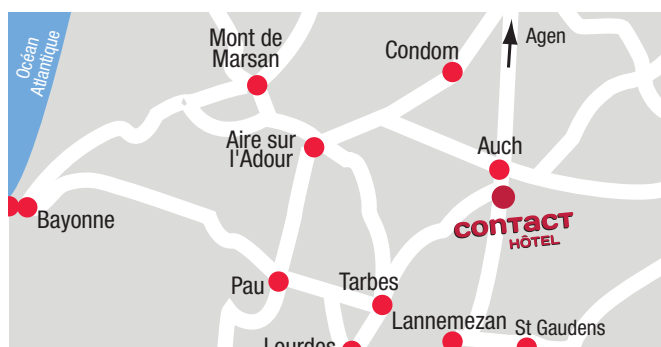 Océan
Atlantique
Mont de
Marsan
Condom
Agen
Aire sur
l'Adour
Auch
Bayonne
contact
HÔTEL
Pau
Tarbes
Lannemezan
St Gaudens
Lourdes